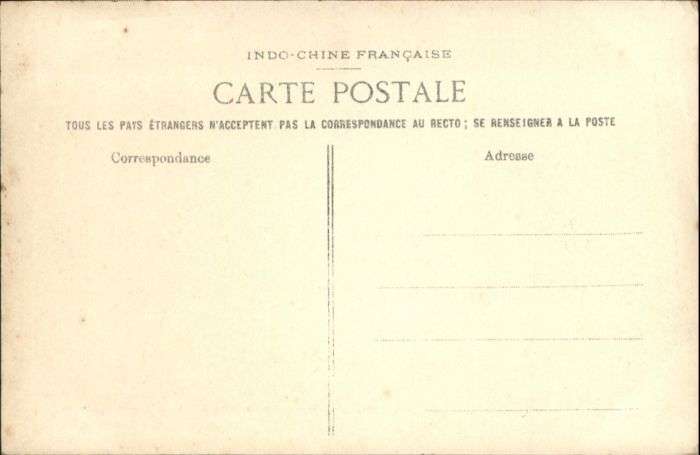 INDO-CHINE FRANÇAISE
CARTE POSTALE
TOUS LES PAYS ÉTRANGERS N'ACCEPTENT PAS LA CORRESPONDANCE AU RECTO; SE RENSEIGNER A LA POSTE
Correspondance
Adresse